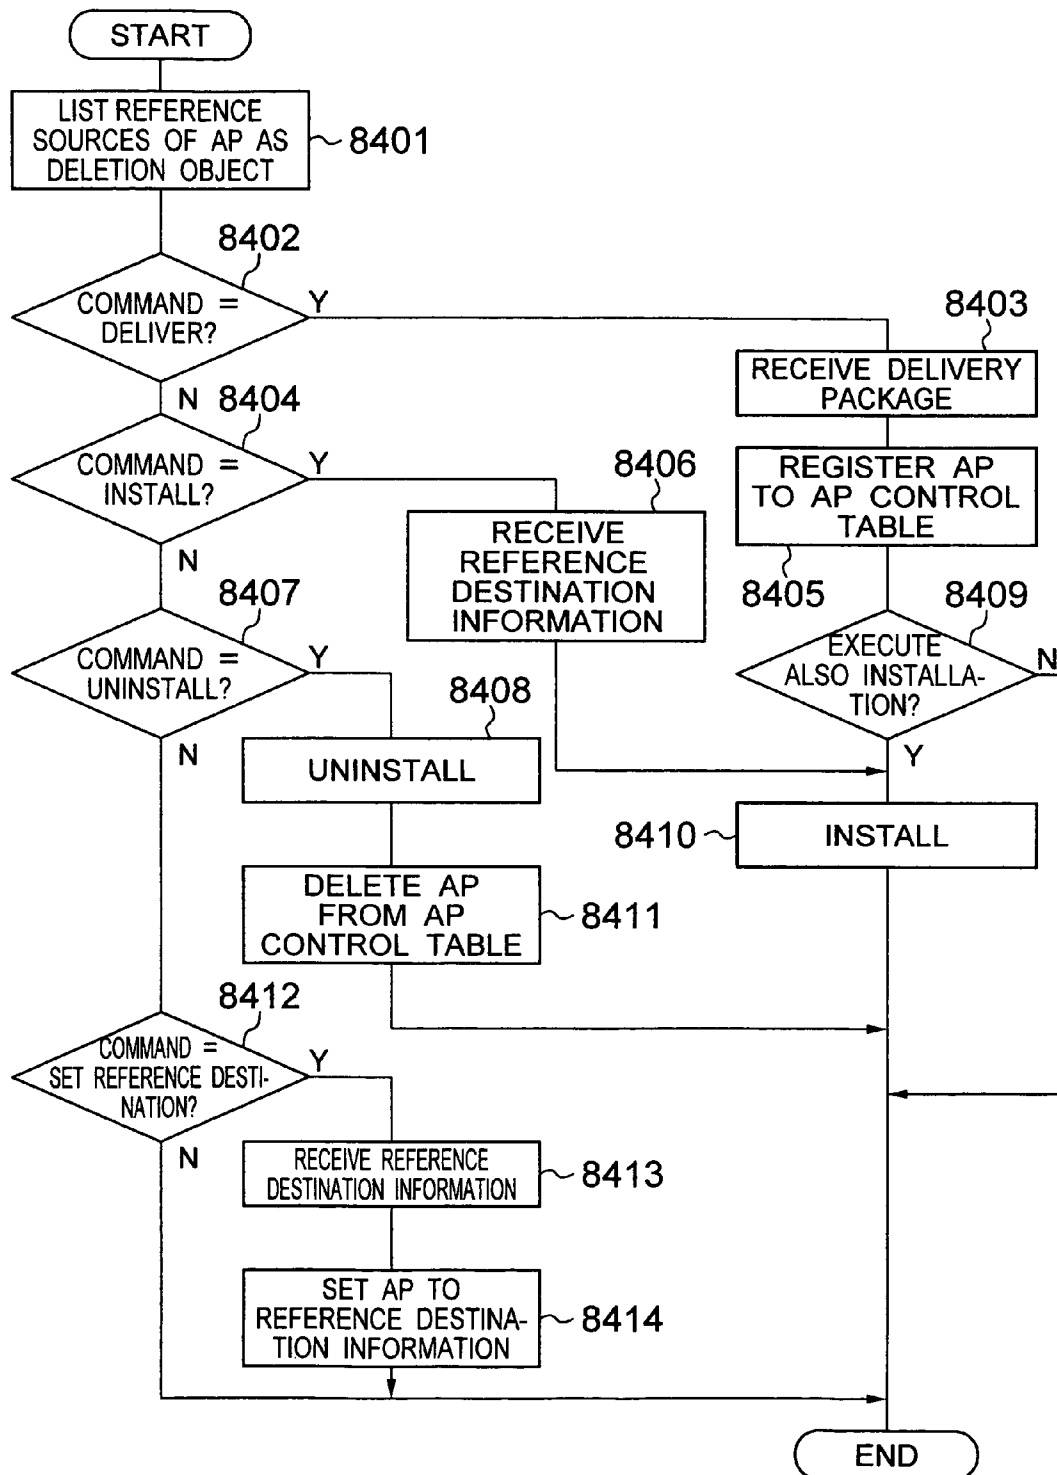 START
LIST REFERENCE
SOURCES OF AP AS
DELETION OBJECT
8401
8402
COMMAND =
DELIVER?
Y
N
8403
RECEIVE DELIVERY
PACKAGE
8404
COMMAND =
INSTALL?
Y
N
8406
RECEIVE
REFERENCE
DESTINATION
INFORMATION
REGISTER AP
TO AP CONTROL
TABLE
8405
8409
EXECUTE
ALSO INSTALLA-
TION?
N
Y
8407
COMMAND =
UNINSTALL?
Y
N
8408
UNINSTALL
8410
INSTALL
DELETE AP
FROM AP
CONTROL TABLE
8411
8412
COMMAND =
SET REFERENCE DESTI-
NATION?
Y
N
RECEIVE REFERENCE
DESTINATION INFORMATION
8413
SET AP TO
REFERENCE DESTINA-
TION INFORMATION
8414
END